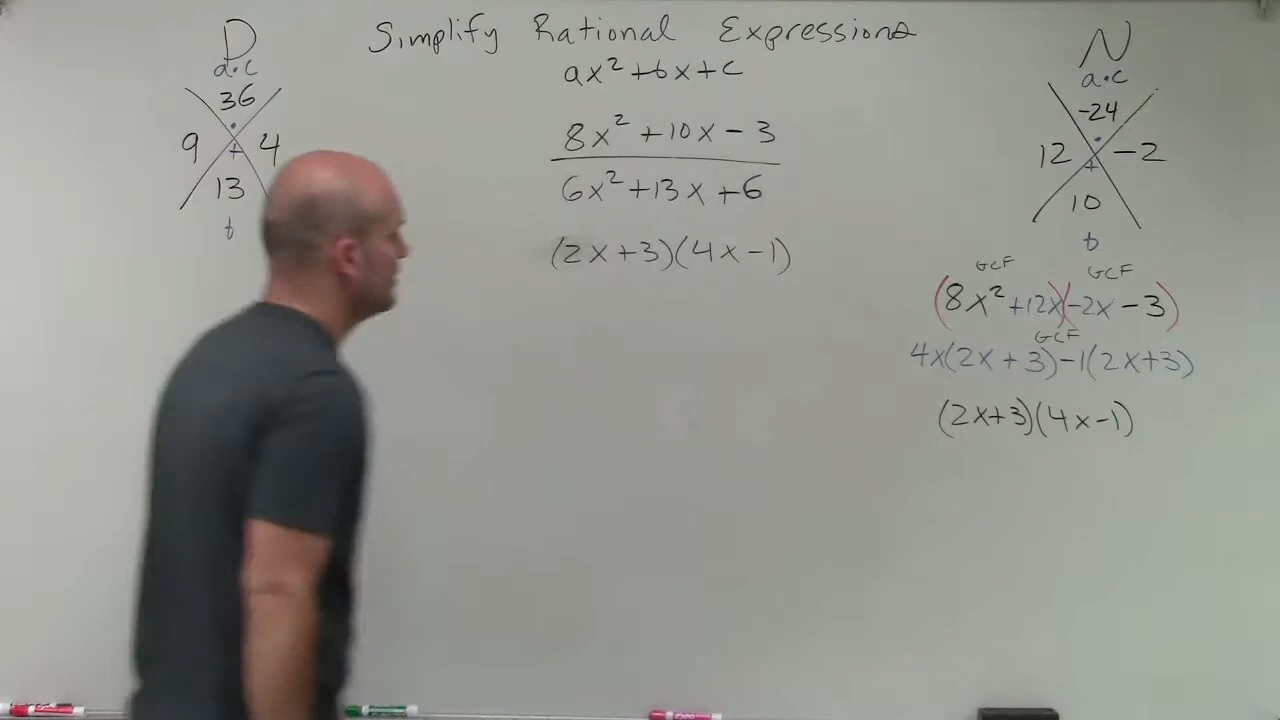 Simplify Rational Expressions
ax² + bx + c
8x² + 10x - 3
6x² + 13x + 6
(2x + 3)(4x - 1)
D
a·c
36
·
9 4
+
13
b
N
a·c
-24
·
12 -2
+
10
b
GCF GCF
(8x² + 12x)(-2x - 3)
GCF
4x(2x + 3) - 1(2x + 3)
(2x + 3)(4x - 1)